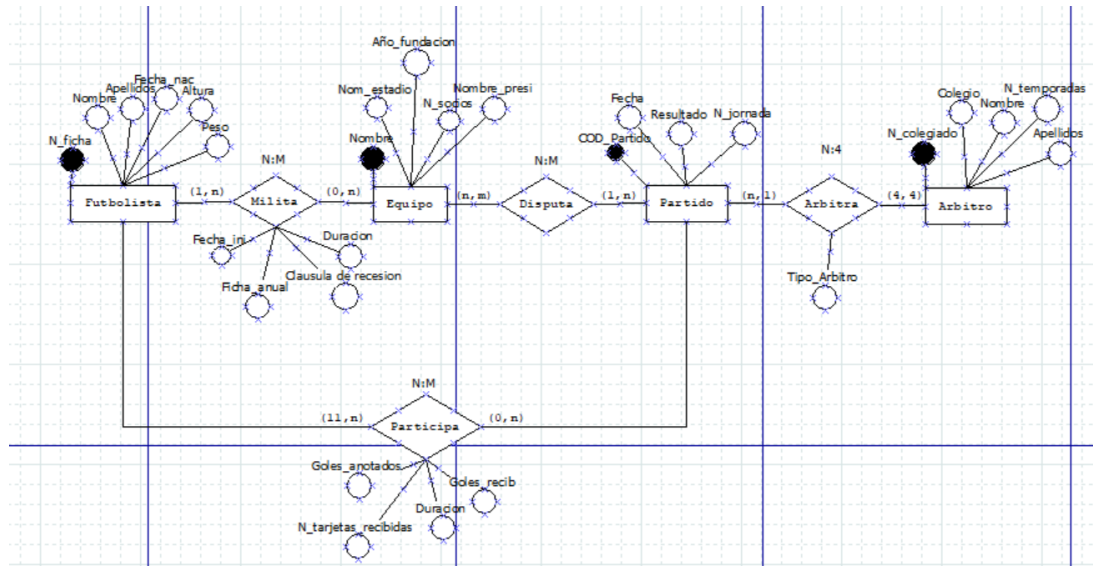 Año_fundacion
Fecha_nac
Apellidos
Altura
Nombre
Peso
N_ficha
Nom_estadio
Nombre_presi
N_socios
Nombre
Fecha
Resultado
N_jornada
COD_Partido
Colegio
N_temporadas
Nombre
N_colegiado
Apellidos
N:M
N:M
N:4
Futbolista
(1,n)
Milita
(0,n)
Equipo
(n,m)
Disputa
(1,n)
Partido
(n,1)
Arbitra
(4,4)
Arbitro
Fecha_ini
Duracion
Ficha_anual
Clausula de recesion
Tipo_Arbitro
N:M
(11,n)
Participa
(0,n)
Goles_anotados
Goles_recib
Duracion
N_tarjetas_recibidas